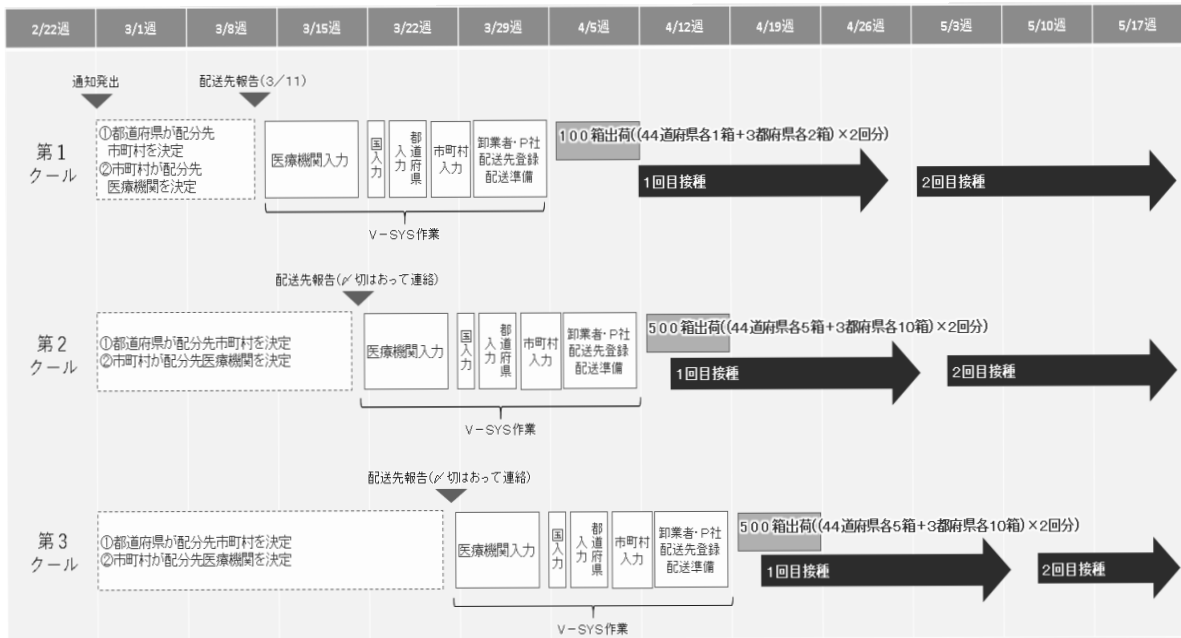 2/22週 3/1週 3/8週 3/15週 3/22週 3/29週 4/5週 4/12週 4/19週 4/26週 5/3週 5/10週 5/17週
通知発出
配送先報告(3/11)
第1
クール
①都道府県が配分先
市町村を決定
②市町村が配分先
医療機関を決定
医療機関入力
国入力
都道府県入力
市町村
入力
卸業者・P社
配送先登録
配送準備
100箱出荷((44道府県各1箱+3都府県各2箱)×2回分)
1回目接種
2回目接種
V-SYS作業
配送先報告(〆切はおって連絡)
第2
クール
①都道府県が配分先市町村を決定
②市町村が配分先医療機関を決定
医療機関入力
国入力
都道府県入力
市町村
入力
卸業者・P社
配送先登録
配送準備
500箱出荷((44道府県各5箱+3都府県各10箱)×2回分)
1回目接種
2回目接種
V-SYS作業
配送先報告(〆切はおって連絡)
第3
クール
①都道府県が配分先市町村を決定
②市町村が配分先医療機関を決定
医療機関入力
国入力
都道府県入力
市町村
入力
卸業者・P社
配送先登録
配送準備
500箱出荷((44道府県各5箱+3都府県各10箱)×2回分)
1回目接種
2回目接種
V-SYS作業